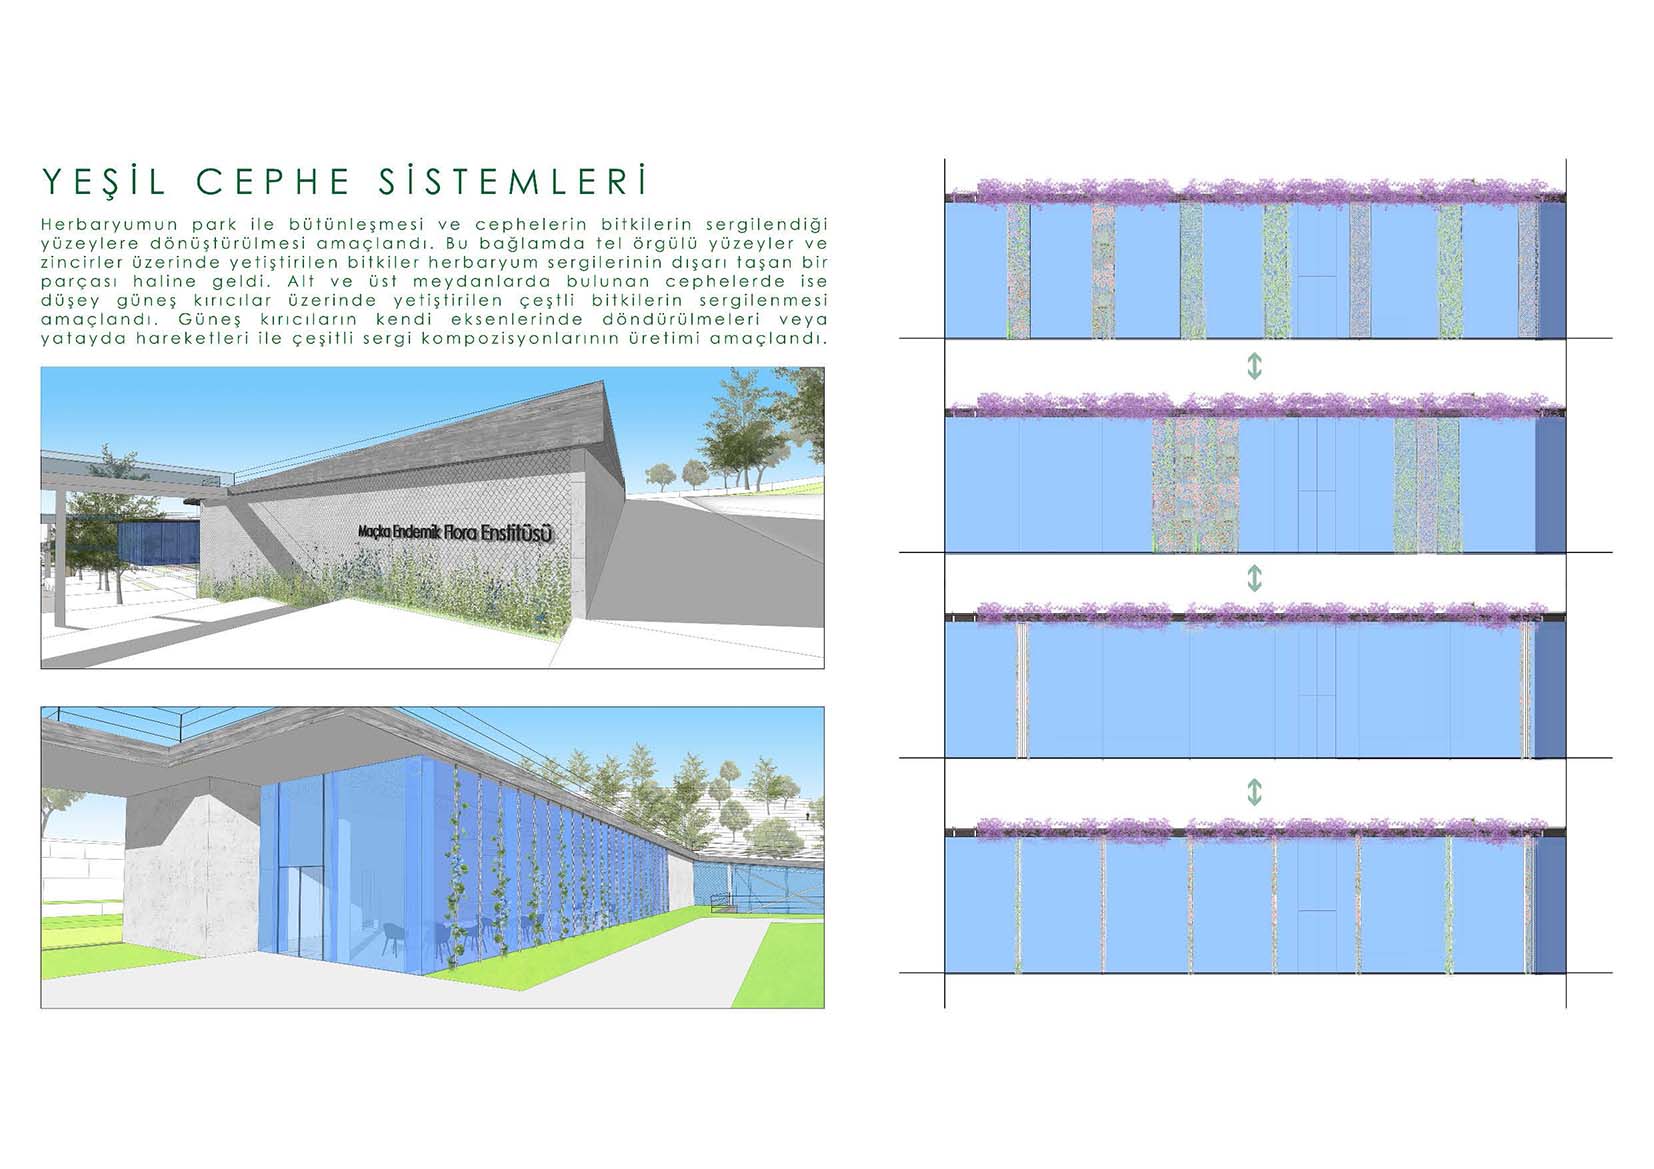 YEŞİL CEPHE SİSTEMLERİ
Herbaryumun park ile bütünleşmesi ve cephelerin bitkilerin sergilendiği
yüzeylere dönüştürülmesi amaçlandı. Bu bağlamda tel örgülü yüzeyler ve
zincirler üzerinde yetiştirilen bitkiler herbaryum sergilerinin dışarı taşan bir
parçası haline geldi. Alt ve üst meydanlarda bulunan cephelerde ise
düşey güneş kırıcılar üzerinde yetiştirilen çeştli bitkilerin sergilenmesi
amaçlandı. Güneş kırıcıların kendi eksenlerinde döndürülmeleri veya
yatayda hareketleri ile çeşitli sergi kompozisyonlarının üretimi amaçlandı.
Maçka Endemik Flora Enstitüsü